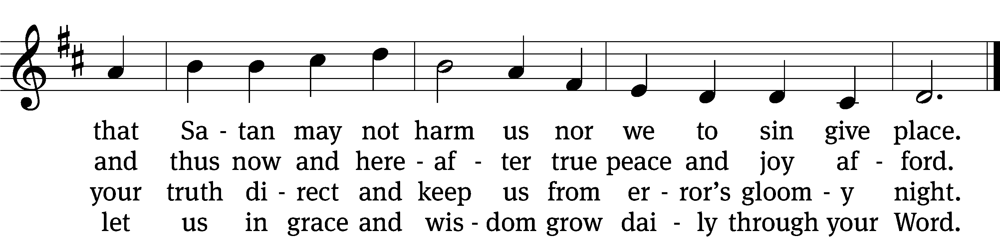 that Sa - tan may not harm us nor we to sin give place.
and thus now and here - af - ter true peace and joy af - ford.
your truth di - rect and keep us from er - ror’s gloom - y night.
let us in grace and wis - dom grow dai - ly through your Word.